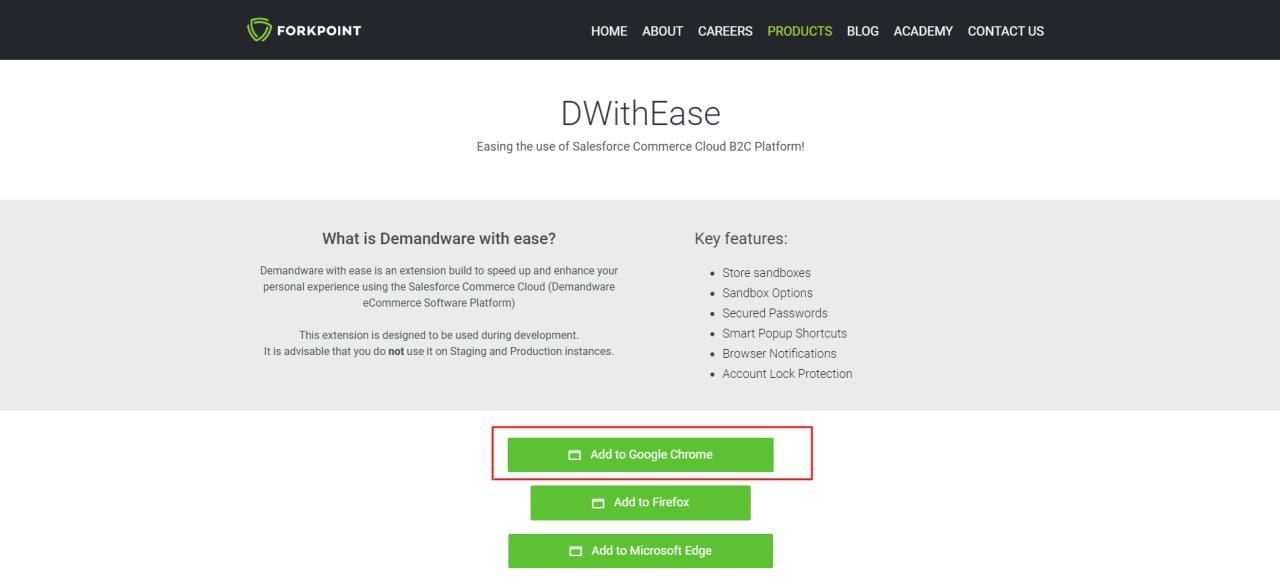 FORKPOINT
HOME ABOUT CAREERS PRODUCTS BLOG ACADEMY CONTACT US
DWithEase
Easing the use of Salesforce Commerce Cloud B2C Platform!
What is Demandware with ease?
Demandware with ease is an extension build to speed up and enhance your
personal experience using the Salesforce Commerce Cloud (Demandware
eCommerce Software Platform)
This extension is designed to be used during development.
It is advisable that you do not use it on Staging and Production instances.
Key features:
Store sandboxes
Sandbox Options
Secured Passwords
Smart Popup Shortcuts
Browser Notifications
Account Lock Protection
Add to Google Chrome
Add to Firefox
Add to Microsoft Edge